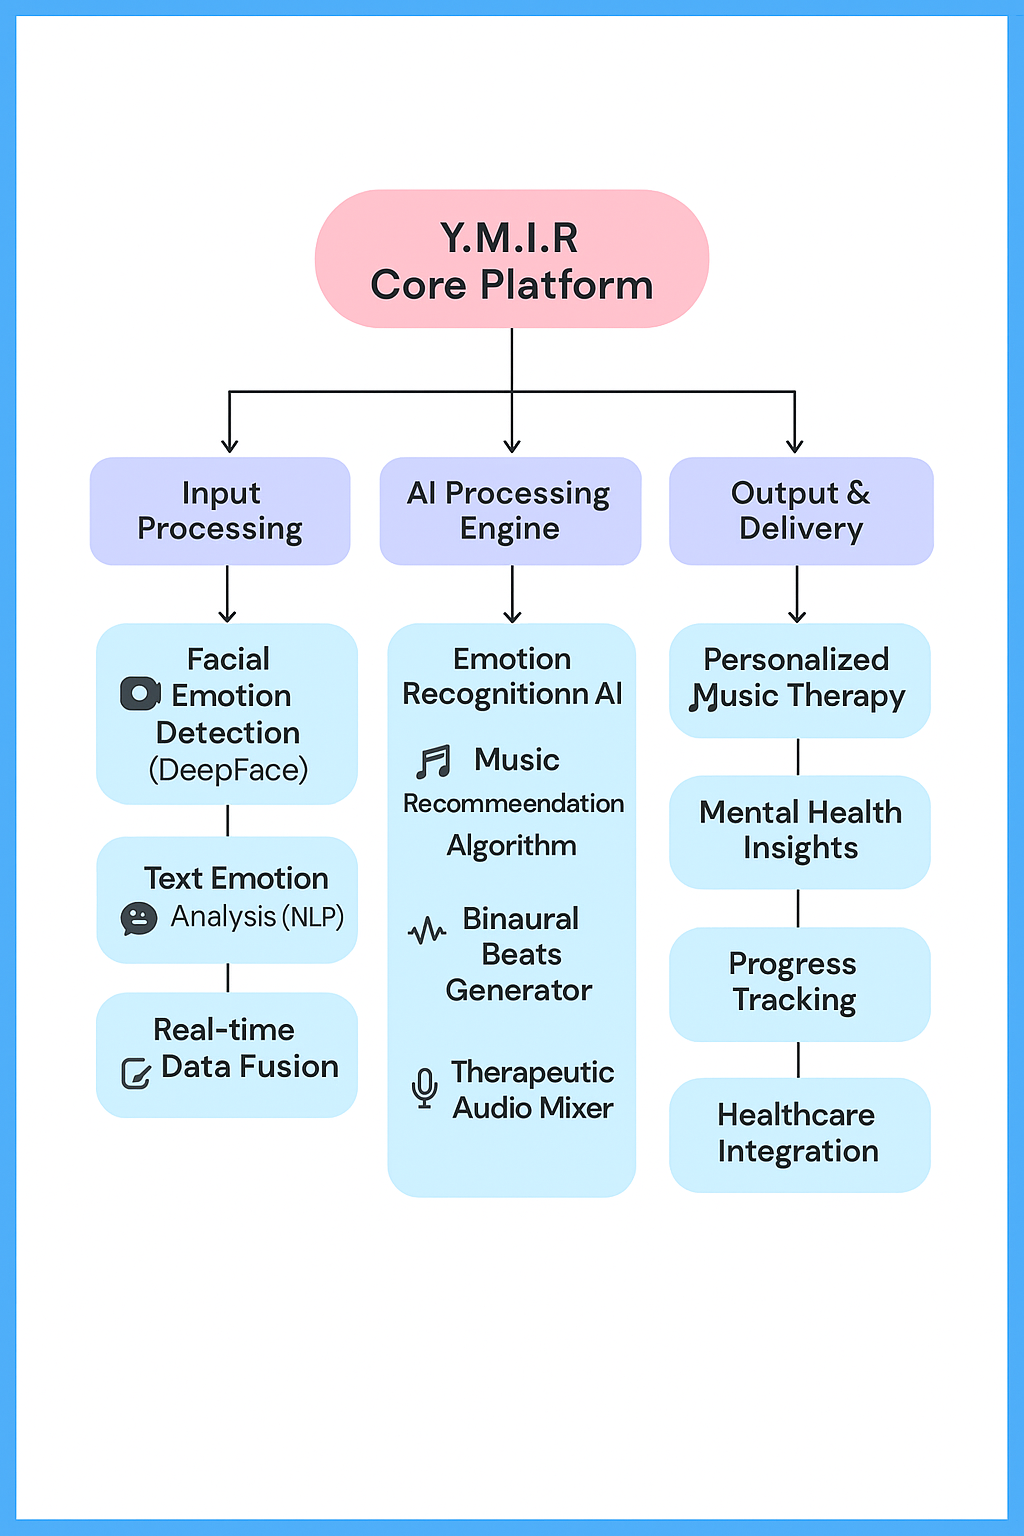 Y.M.I.R
Core Platform
Input
Processing
Facial
Emotion
Detection
(DeepFace)
Text Emotion
Analysis (NLP)
Real-time
Data Fusion
AI Processing
Engine
Emotion
Recognitionn AI
Music
Recommeendation
Algorithm
Binaural
Beats
Generator
Therapeutic
Audio Mixer
Output &
Delivery
Personalized
Music Therapy
Mental Health
Insights
Progress
Tracking
Healthcare
Integration